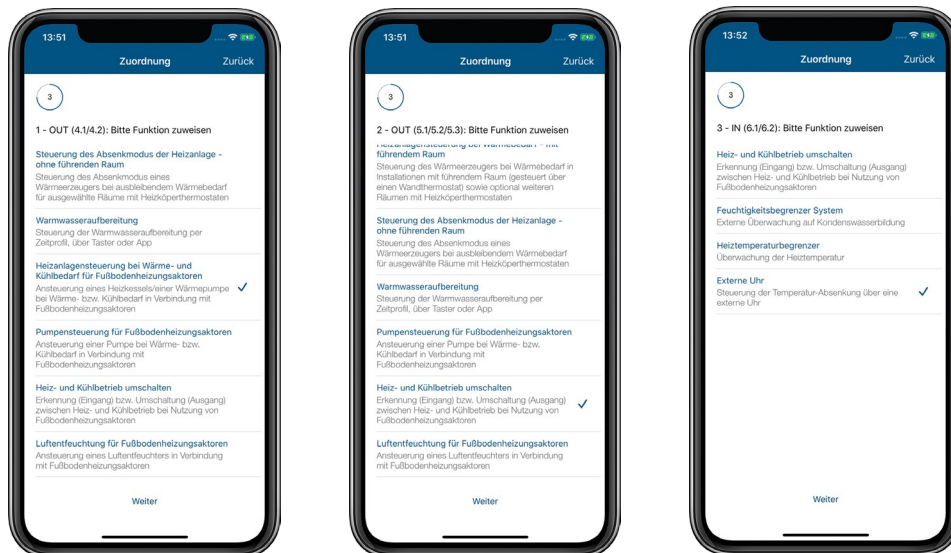 13:51
Zuordnung
Zurück
3
1 - OUT (4.1/4.2): Bitte Funktion zuweisen
Steuerung des Absenkmodus der Heizanlage -
ohne führenden Raum
Steuerung des Absenkmodus eines
Wärmeerzeugers bei ausbleibendem Wärmebedarf
für ausgewählte Räume mit Heizköperthermostaten
Warmwasseraufbereitung
Steuerung der Warmwasseraufbereitung per
Zeitprofil, über Taster oder App
Heizanlagensteuerung bei Wärme- und
Kühlbedarf für Fußbodenheizungsaktoren
Ansteuerung eines Heizkessels/einer Wärmepumpe
bei Wärme- bzw. Kühlbedarf in Verbindung mit
Fußbodenheizungsaktoren
Pumpensteuerung für Fußbodenheizungsaktoren
Ansteuerung einer Pumpe bei Wärme- bzw.
Kühlbedarf in Verbindung mit
Fußbodenheizungsaktoren
Heiz- und Kühlbetrieb umschalten
Erkennung (Eingang) bzw. Umschaltung (Ausgang)
zwischen Heiz- und Kühlbetrieb bei Nutzung von
Fußbodenheizungsaktoren
Luftentfeuchtung für Fußbodenheizungsaktoren
Ansteuerung eines Luftentfeuchters in Verbindung
mit Fußbodenheizungsaktoren
Weiter
13:51
Zuordnung
Zurück
3
2 - OUT (5.1/5.2/5.3): Bitte Funktion zuweisen
Heizanlagensteuerung bei Wärmebedarf - mit
führendem Raum
Steuerung des Wärmeerzeugers bei Wärmebedarf in
Installationen mit führendem Raum (gesteuert über
einen Wandthermostat) sowie optional weiteren
Räumen mit Heizköperthermostaten
Steuerung des Absenkmodus der Heizanlage -
ohne führenden Raum
Steuerung des Absenkmodus eines
Wärmeerzeugers bei ausbleibendem Wärmebedarf
für ausgewählte Räume mit Heizköperthermostaten
Warmwasseraufbereitung
Steuerung der Warmwasseraufbereitung per
Zeitprofil, über Taster oder App
Pumpensteuerung für Fußbodenheizungsaktoren
Ansteuerung einer Pumpe bei Wärme- bzw.
Kühlbedarf in Verbindung mit
Fußbodenheizungsaktoren
Heiz- und Kühlbetrieb umschalten
Erkennung (Eingang) bzw. Umschaltung (Ausgang)
zwischen Heiz- und Kühlbetrieb bei Nutzung von
Fußbodenheizungsaktoren
Luftentfeuchtung für Fußbodenheizungsaktoren
Ansteuerung eines Luftentfeuchters in Verbindung
mit Fußbodenheizungsaktoren
Weiter
13:52
Zuordnung
Zurück
3
3 - IN (6.1/6.2): Bitte Funktion zuweisen
Heiz- und Kühlbetrieb umschalten
Erkennung (Eingang) bzw. Umschaltung (Ausgang)
zwischen Heiz- und Kühlbetrieb bei Nutzung von
Fußbodenheizungsaktoren
Feuchtigkeitsbegrenzer System
Externe Überwachung auf Kondenswasserbildung
Heiztemperaturbegrenzer
Überwachung der Heiztemperatur
Externe Uhr
Steuerung der Temperatur-Absenkung über eine
externe Uhr
Weiter